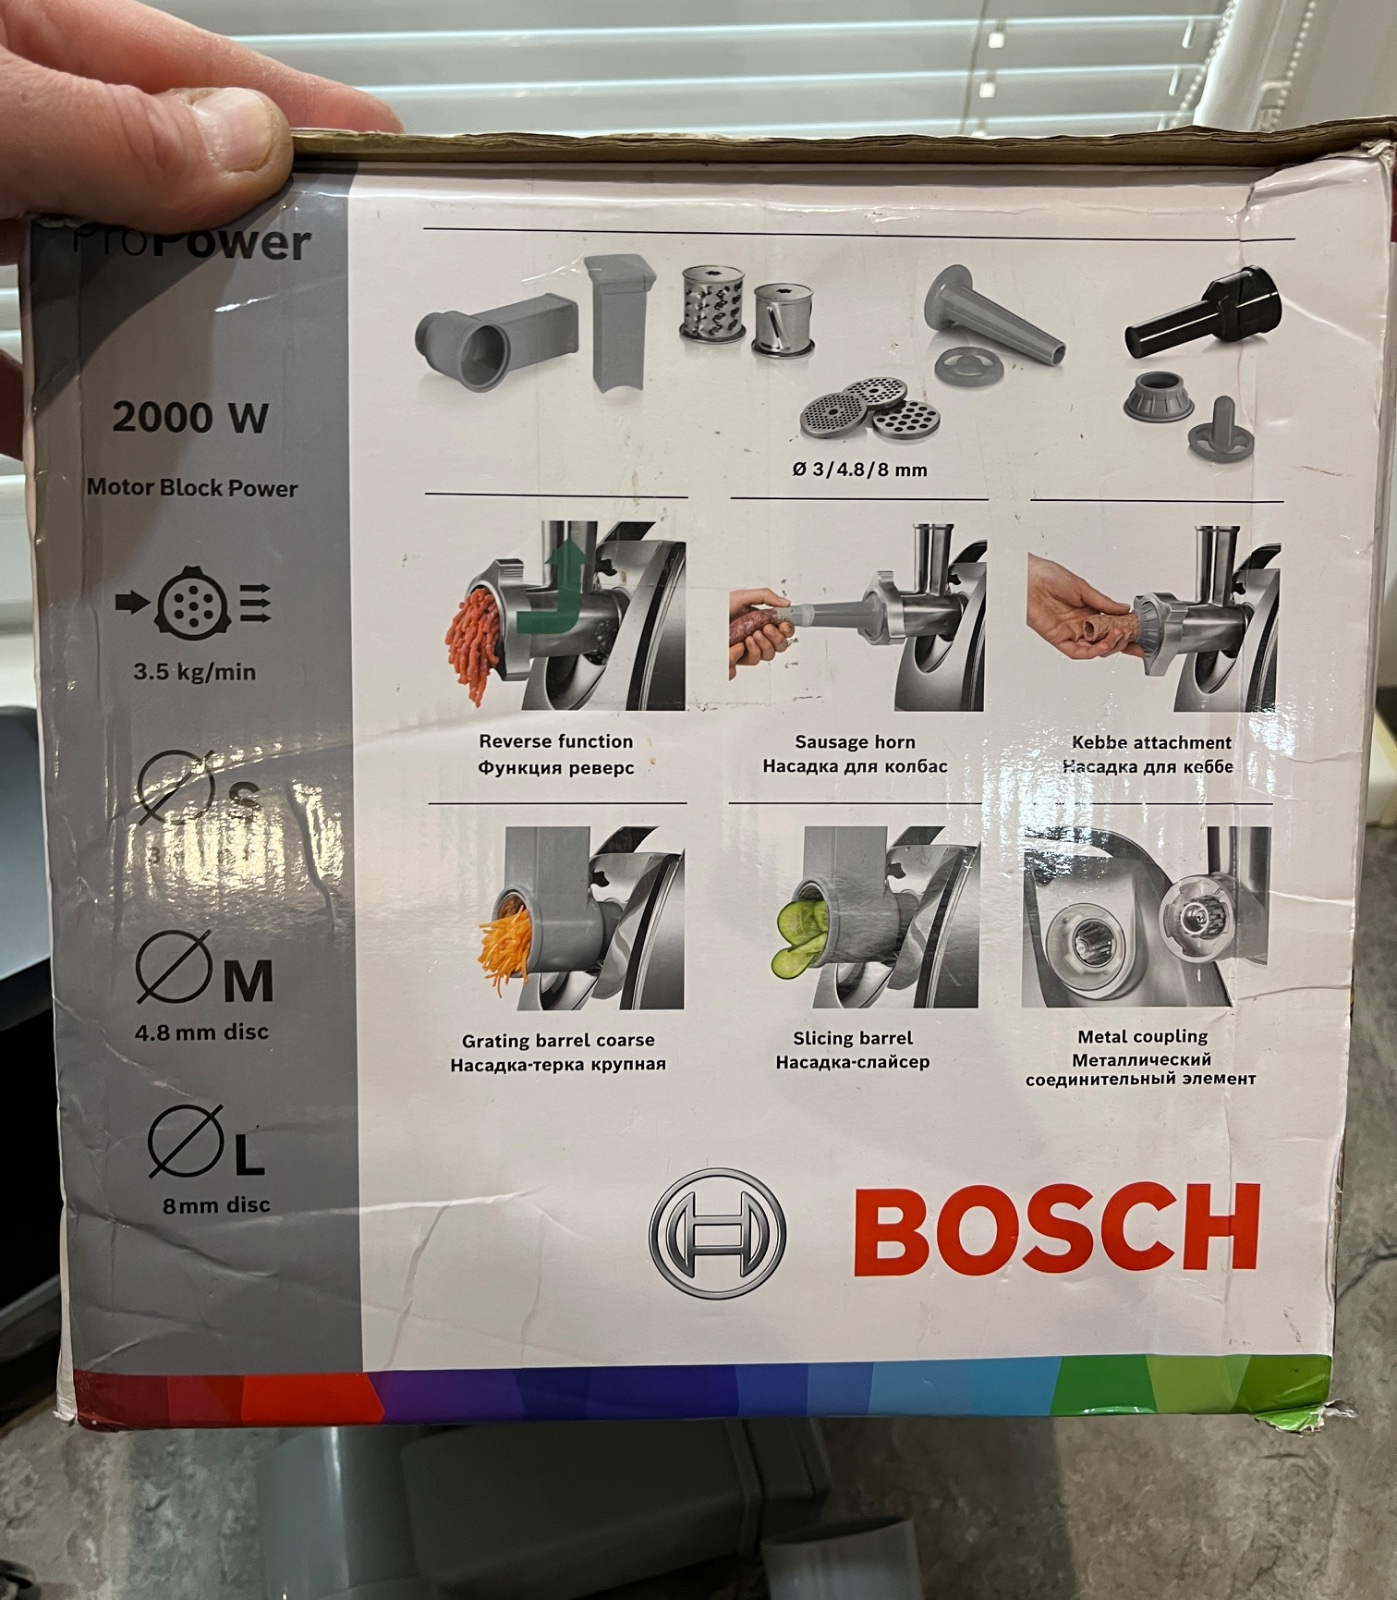 ProPower
2000 W
Motor Block Power
3.5 kg/min
S
M
4.8 mm disc
L
8mm disc
Ø 3/4.8/8 mm
Reverse function
Функция реверс
Sausage horn
Насадка для колбас
Kebbe attachment
Насадка для кеббе
Grating barrel coarse
Насадка-терка крупная
Slicing barrel
Насадка-слайсер
Metal coupling
Металлический
соединительный элемент
BOSCH